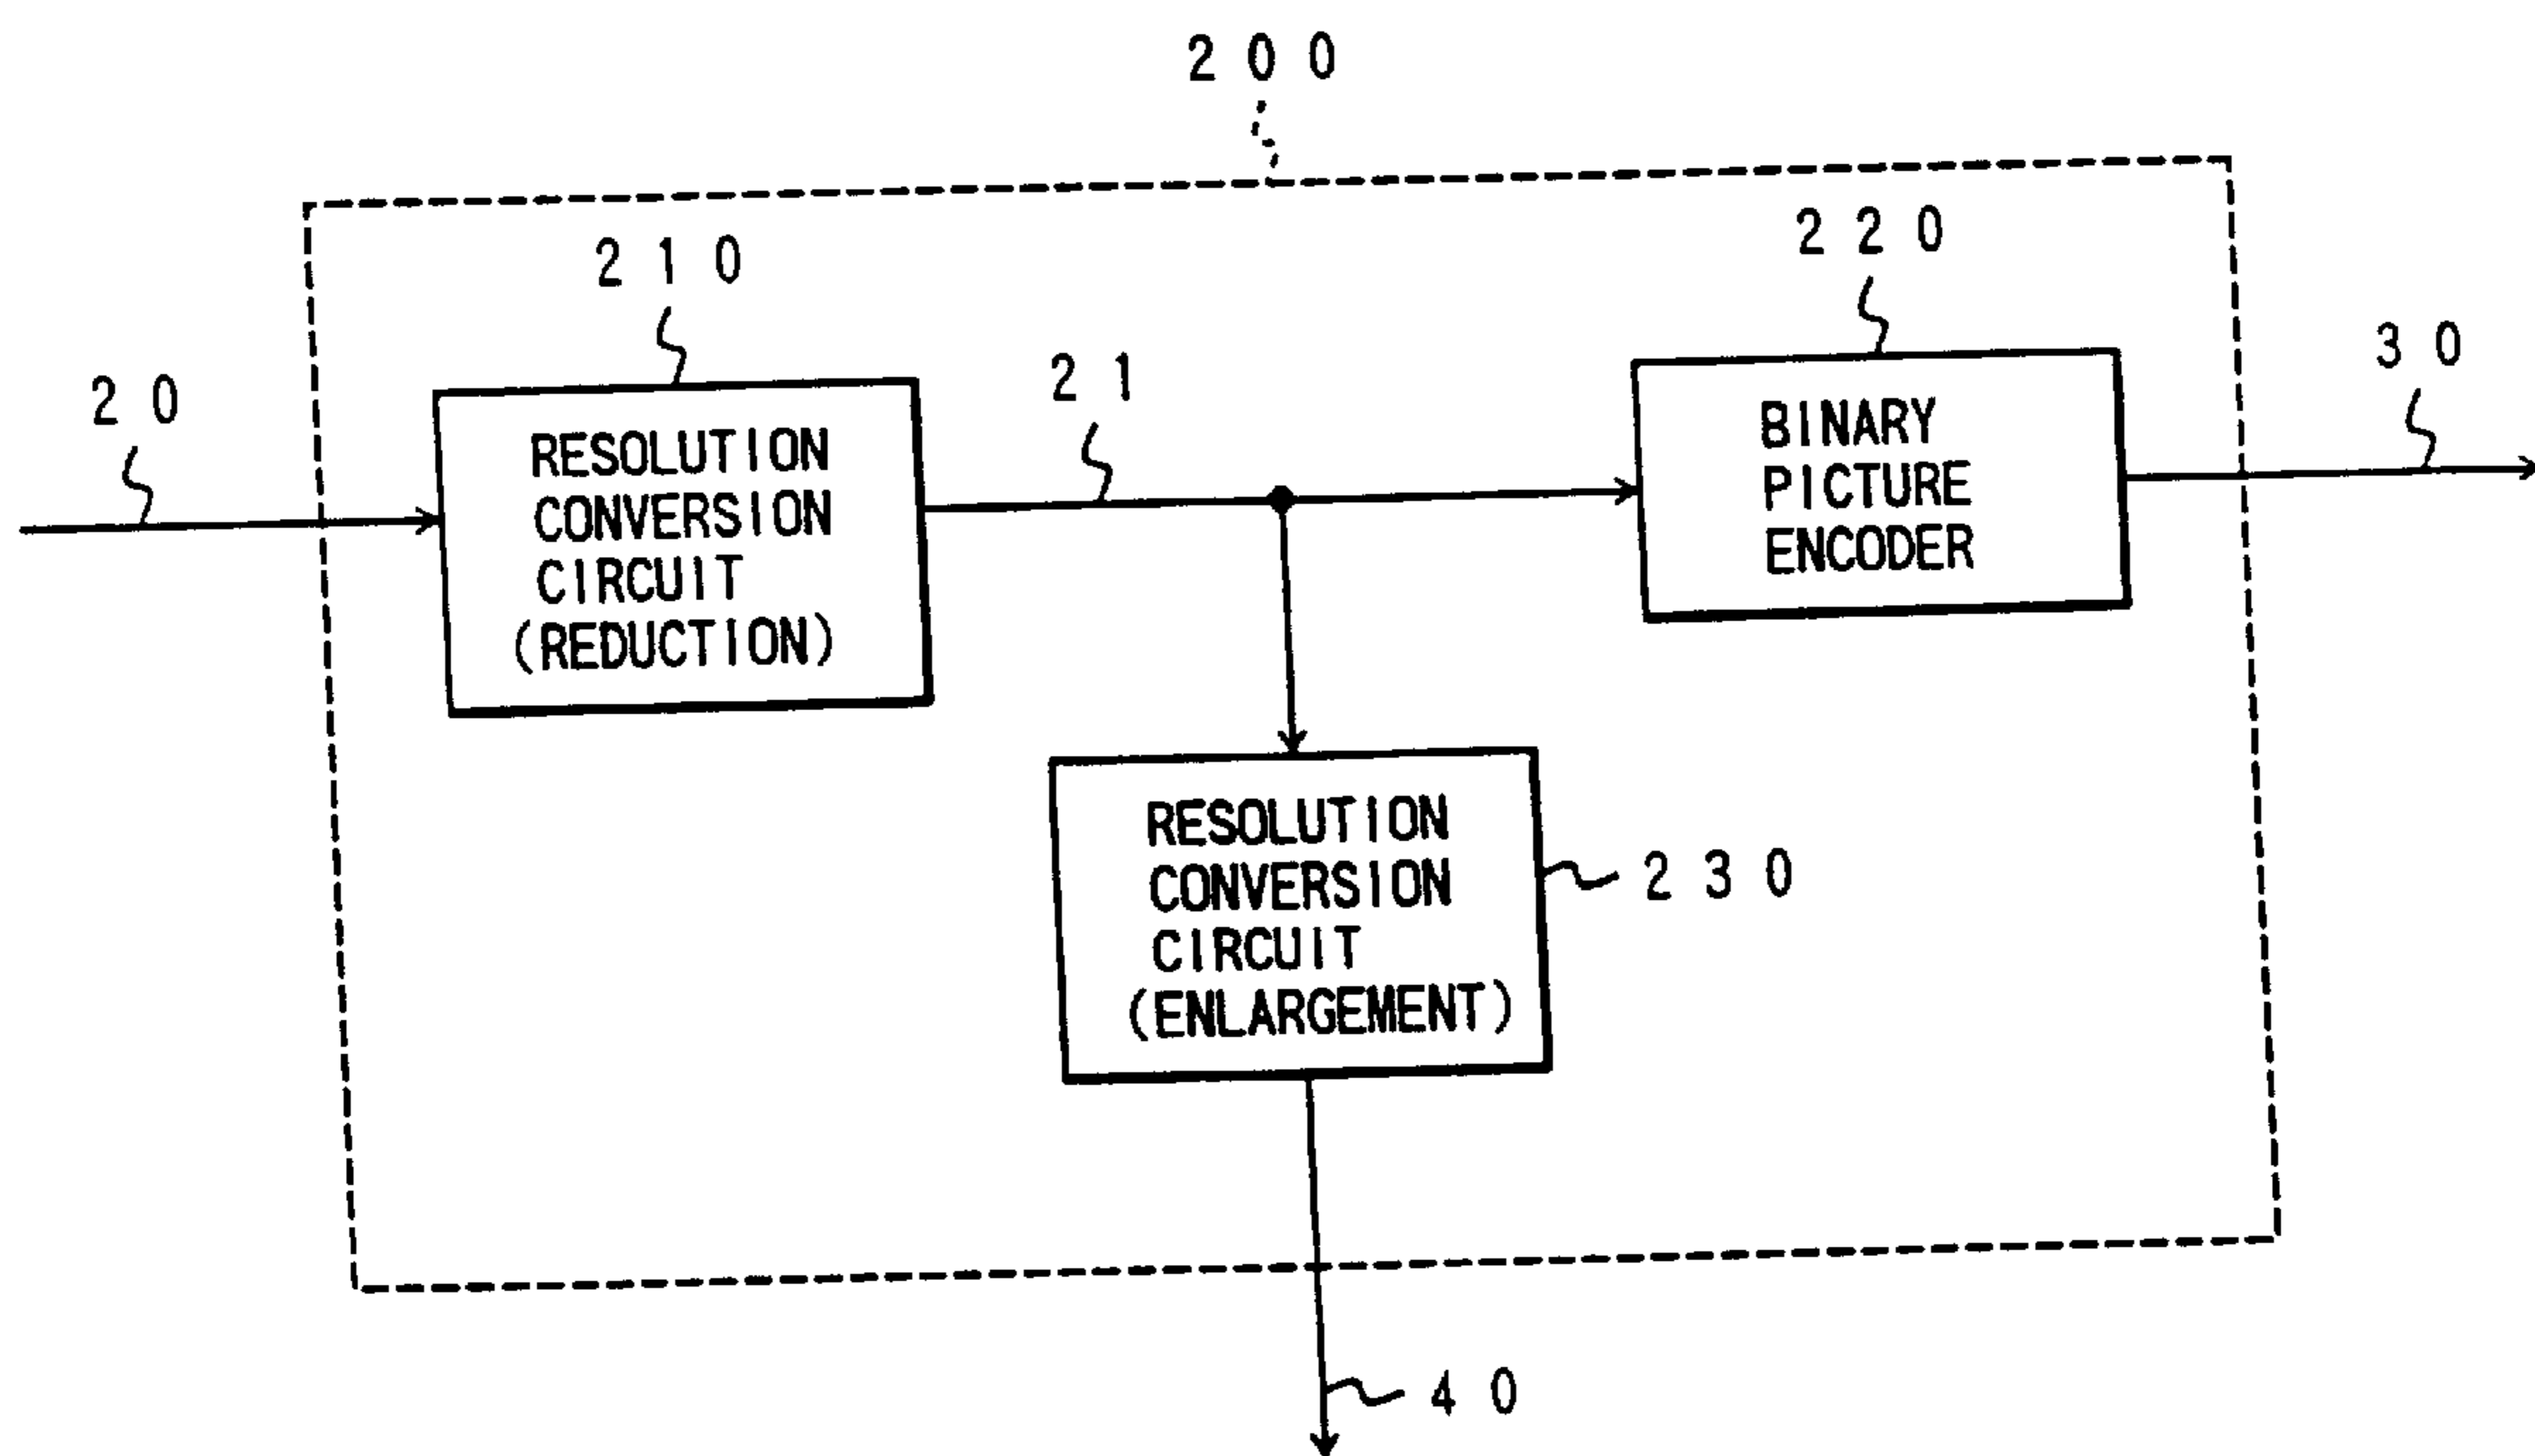 200
210
220
20
21
30
RESOLUTION
CONVERSION
CIRCUIT
(REDUCTION)
BINARY
PICTURE
ENCODER
RESOLUTION
CONVERSION
CIRCUIT
(ENLARGEMENT)
230
40